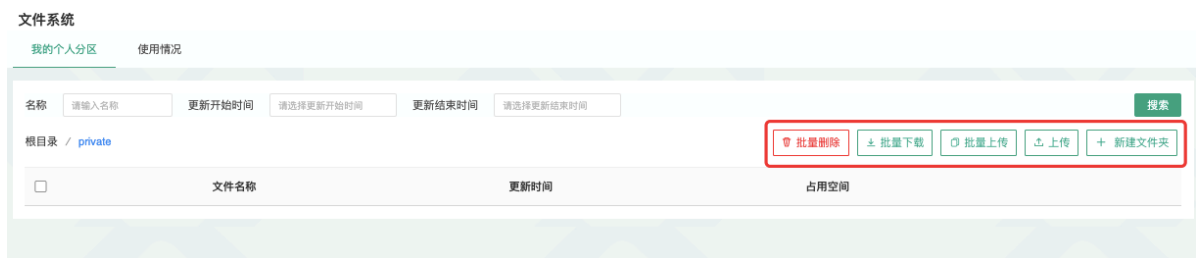 文件系统
我的个人分区 使用情况
名称 请输入名称 更新开始时间 请选择更新开始时间 更新结束时间 请选择更新结束时间 搜索
根目录 / private 批量删除 批量下载 批量上传 上传 + 新建文件夹
文件名称 更新时间 占用空间